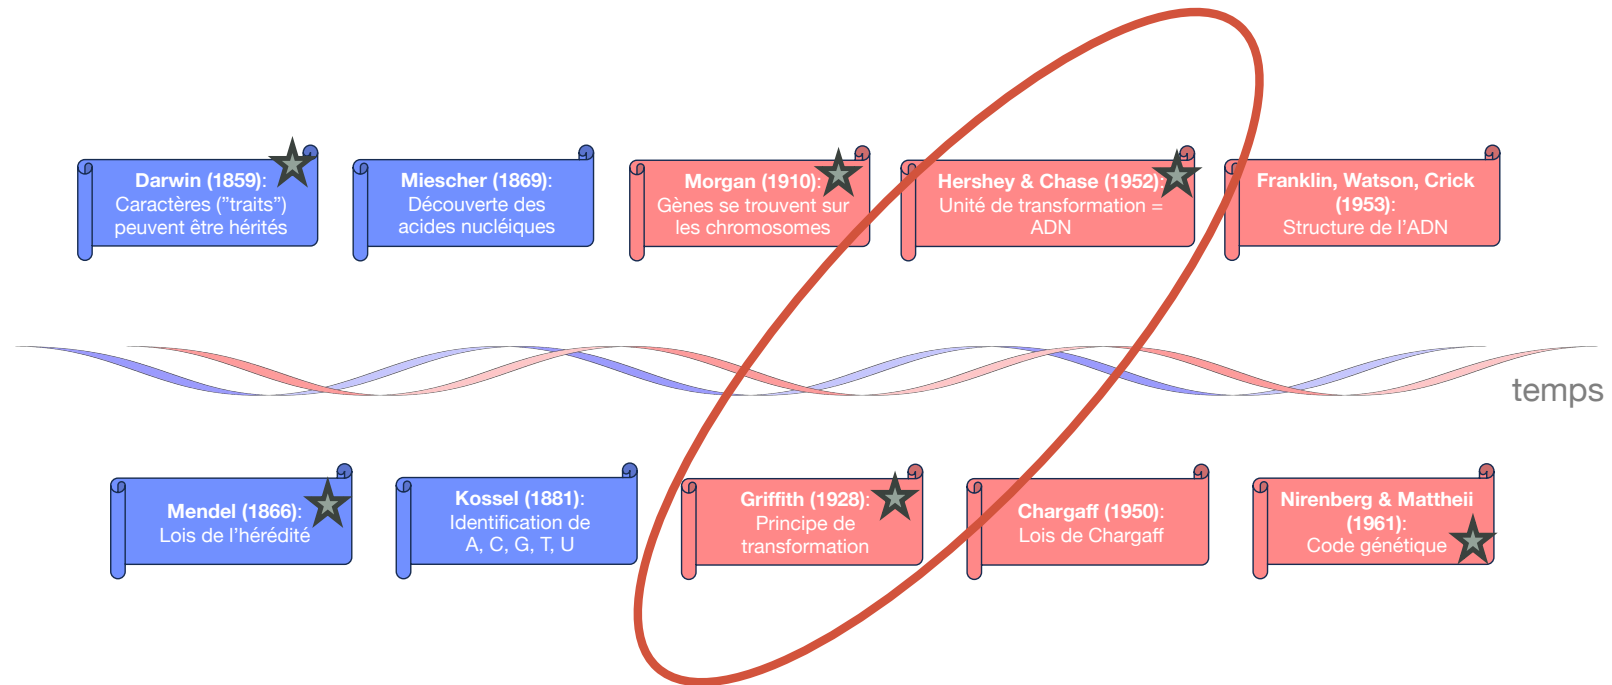 Darwin (1859):
Caractères ("traits")
peuvent être hérités
Miescher (1869):
Découverte des
acides nucléiques
Morgan (1910):
Gènes se trouvent sur
les chromosomes
Hershey & Chase (1952):
Unité de transformation =
ADN
Franklin, Watson, Crick
(1953):
Structure de l'ADN
temps
Mendel (1866):
Lois de l'hérédité
Kossel (1881):
Identification de
A, C, G, T, U
Griffith (1928):
Principe de
transformation
Chargaff (1950):
Lois de Chargaff
Nirenberg & Mattheii
(1961):
Code génétique